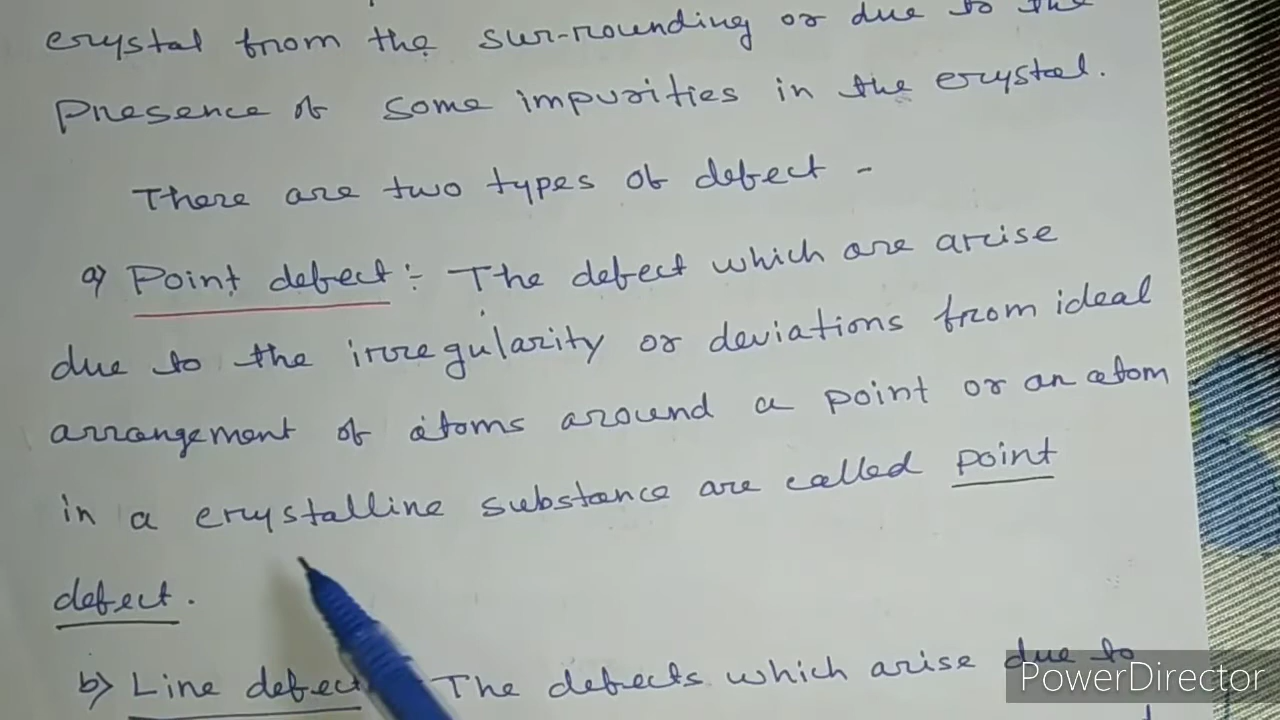 crystal from the sur-rounding or due to the
Presence of some impurities in the crystal.
There are two types of defect -
a) Point defect :- The defect which are arise
due to the irregularity or deviations from ideal
arrangement of atoms around a point or an atom
in a crystalline substance are called point
defect.
b) Line defect The defects which arise due to
PowerDirector